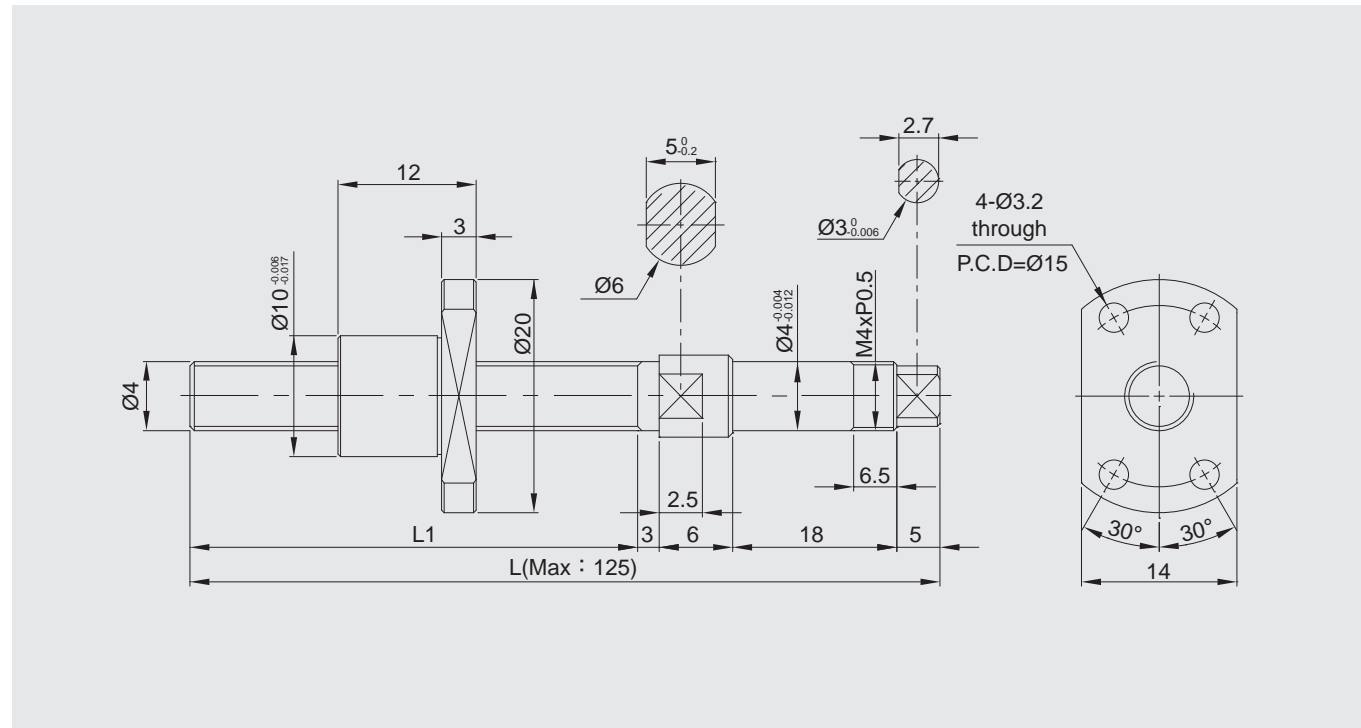 2.7
5 0 -0.2
12
4-Ø3.2
through
P.C.D=Ø15
3
Ø3 0 -0.006
Ø6
Ø10 -0.006 -0.017
Ø20
Ø4 -0.004 -0.012
M4xP0.5
Ø4
6.5
2.5
L1
3
6
18
5
30°
30°
L(Max：125)
14